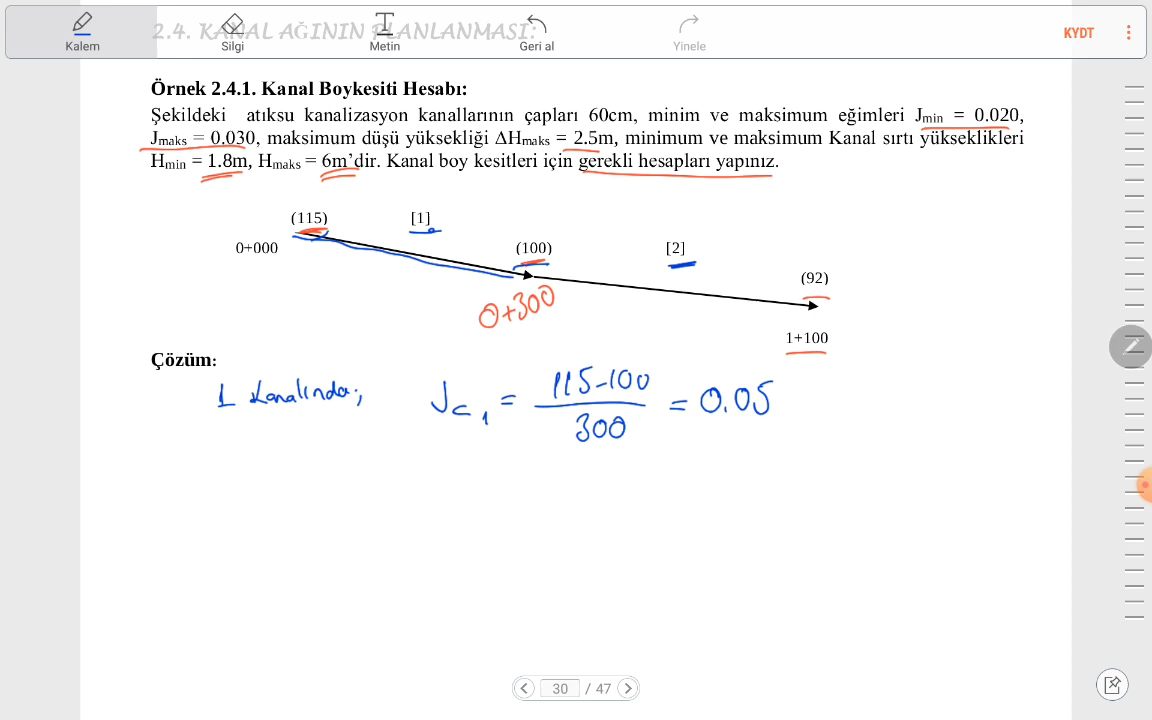 2.4. KANAL AĞININ PLANLANMASI:
Kalem Silgi Metin Geri al Yinele KYDT
Örnek 2.4.1. Kanal Boykesiti Hesabı:
Şekildeki atıksu kanalizasyon kanallarının çapları 60cm, minim ve maksimum eğimleri Jmin = 0.020,
Jmaks = 0.030, maksimum düşü yüksekliği ΔHmaks = 2.5m, minimum ve maksimum Kanal sırtı yükseklikleri
Hmin = 1.8m, Hmaks = 6m'dir. Kanal boy kesitleri için gerekli hesapları yapınız.
(115) [1]
0+000 (100) [2]
(92)
0+300
1+100
Çözüm:
1 Kanalında; Jc1 = 115-100 / 300 = 0.05
30 / 47